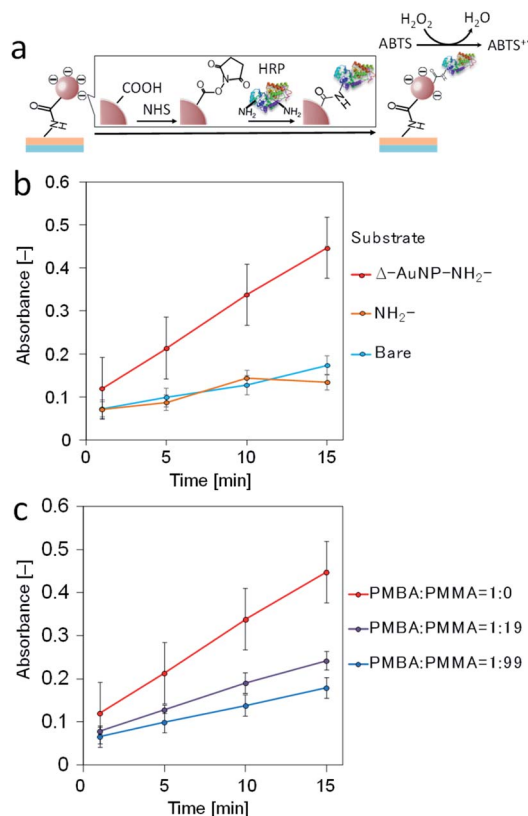 a
H₂O₂ H₂O
ABTS ABTS⁺·
COOH
NHS
HRP
NH₂ NH₂
b
Absorbance [−]
0.6
0.5
0.4
0.3
0.2
0.1
0
0 5 10 15
Time [min]
Substrate
Δ−AuNP−NH₂−
NH₂−
Bare
c
Absorbance [−]
0.6
0.5
0.4
0.3
0.2
0.1
0
0 5 10 15
Time [min]
PMBA:PMMA=1:0
PMBA:PMMA=1:19
PMBA:PMMA=1:99